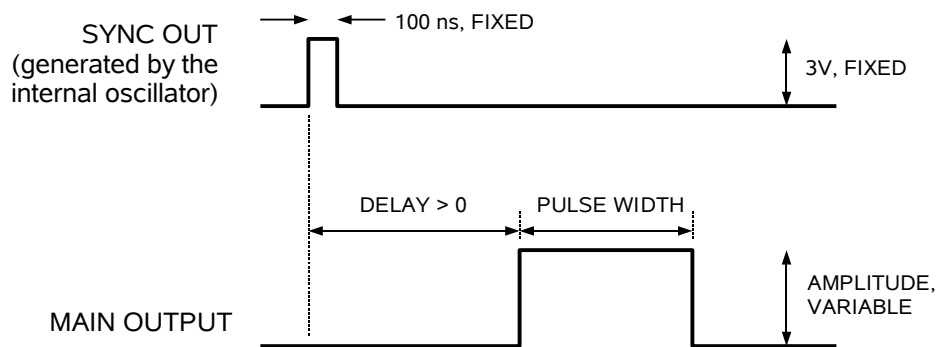 100 ns, FIXED
SYNC OUT
(generated by the
internal oscillator)
3V, FIXED
DELAY > 0
PULSE WIDTH
AMPLITUDE,
VARIABLE
MAIN OUTPUT